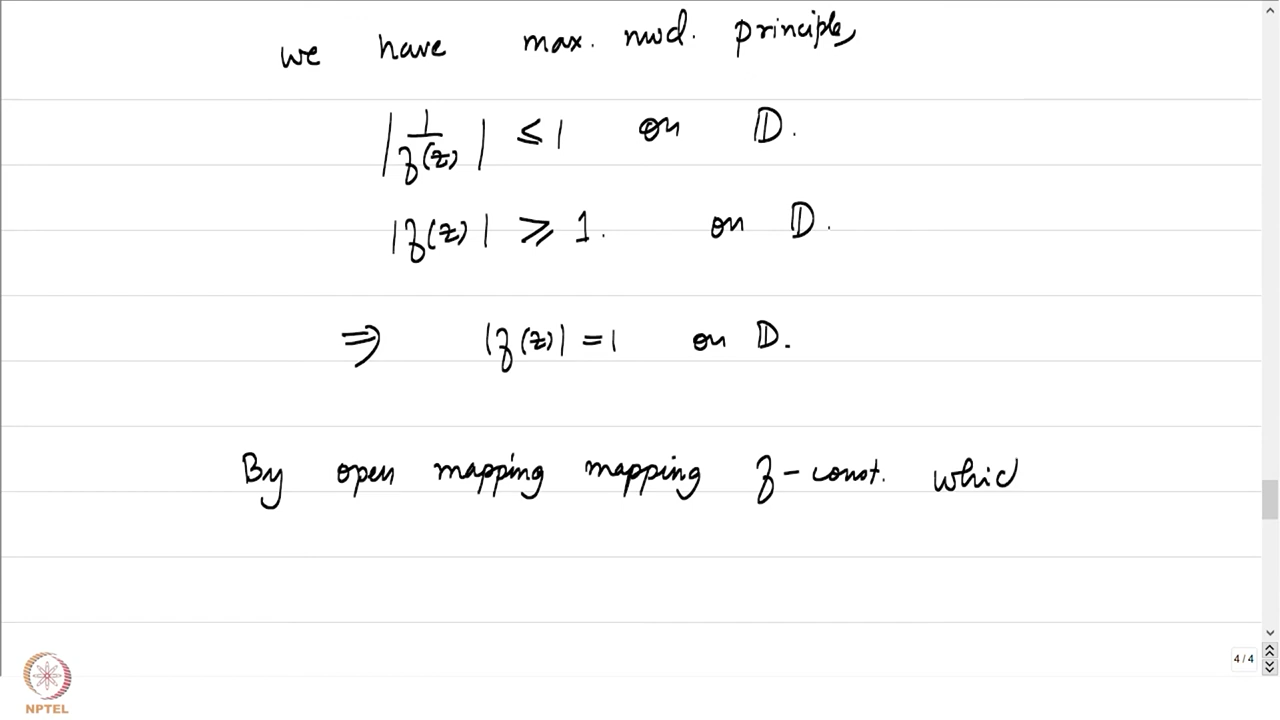 we have max. mod. principle,
|1/f(z)| ≤ 1 on D.
|f(z)| ⩾ 1. on D.
⇒ |f(z)| = 1 on D.
By open mapping mapping f - const. whic
4 / 4
NPTEL